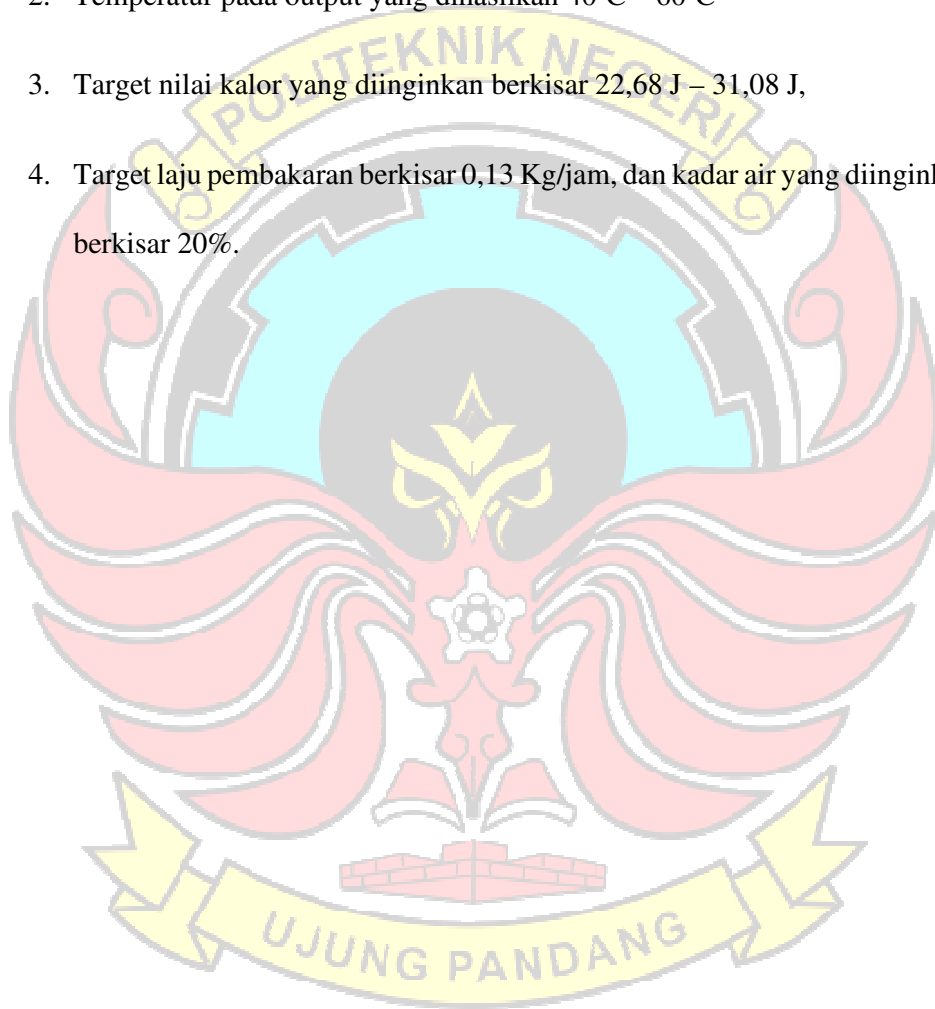 2. Temperatur pada output yang dihasilkan 40°C – 60°C
3. Target nilai kalor yang diinginkan berkisar 22,68 J – 31,08 J,
4. Target laju pembakaran berkisar 0,13 Kg/jam, dan kadar air yang
berkisar 20%.
POLITEKNIK NEGERI
UJUNG PANDANG